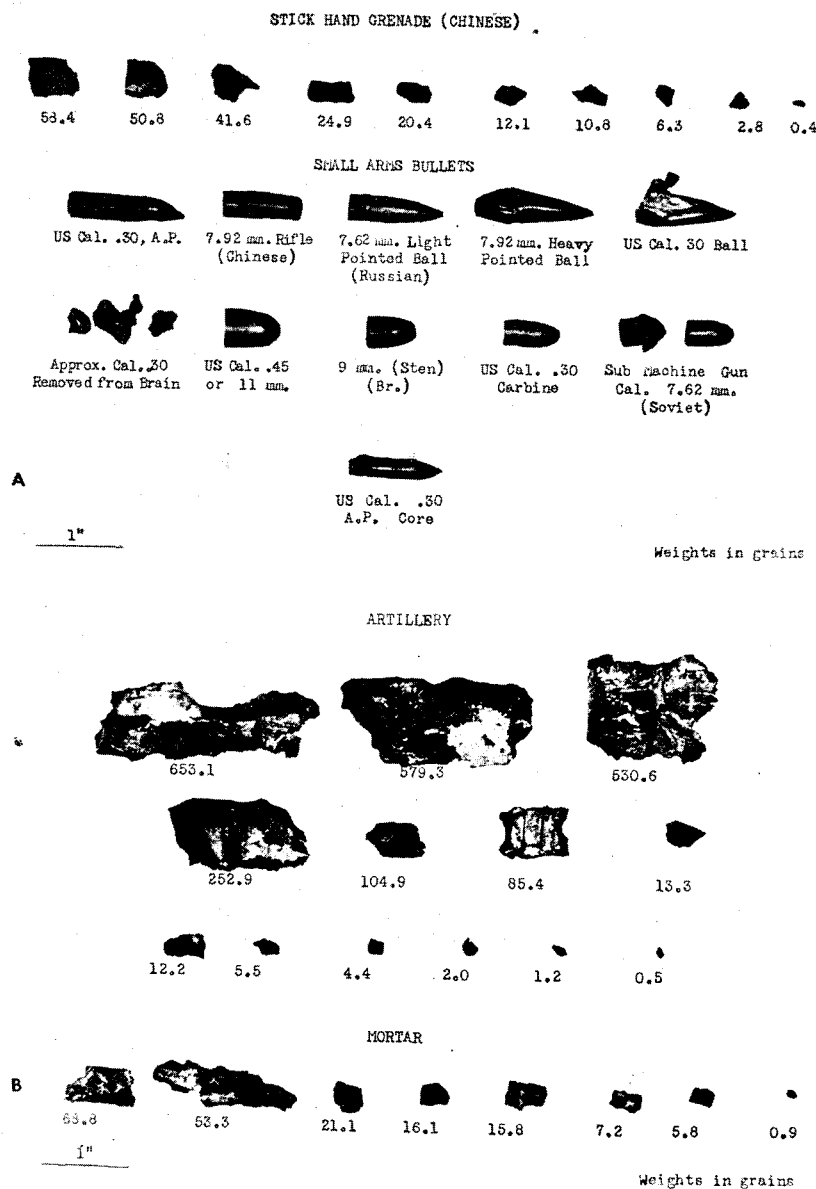 STICK HAND GRENADE (CHINESE)
58.4 50.8 41.6 24.9 20.4 12.1 10.8 6.3 2.8 0.4
SMALL ARMS BULLETS
US Cal. .30, A.P.
7.92 mm. Rifle
(Chinese)
7.62 mm. Light
Pointed Ball
(Russian)
7.92 mm. Heavy
Pointed Ball
US Cal. 30 Ball
Approx. Cal. .30
Removed from Brain
US Cal. .45
or 11 mm.
9 mm. (Sten)
(Br.)
US Cal. .30
Carbine
Sub Machine Gun
Cal. 7.62 mm.
(Soviet)
A
US Cal. .30
A.P. Core
1"
Weights in grains
ARTILLERY
653.1 579.3 530.6
252.9 104.9 85.4 13.3
12.2 5.5 4.4 2.0 1.2 0.5
MORTAR
B
53.3 21.1 16.1 15.8 7.2 5.8 0.9
1"
Weights in grains